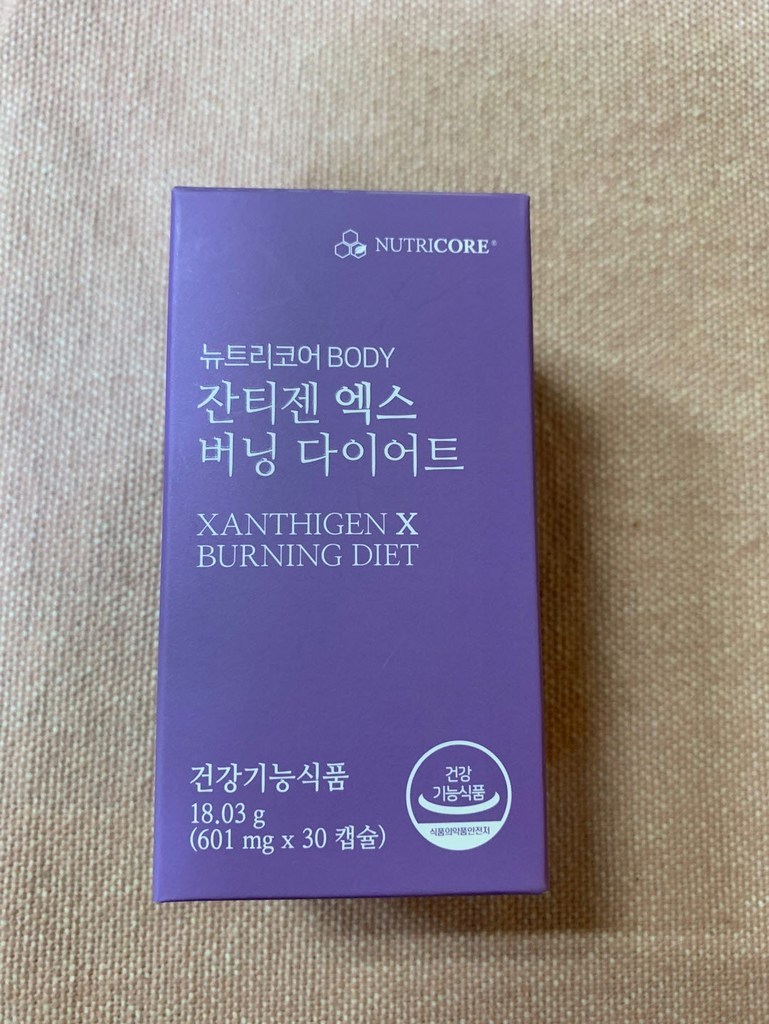 NUTRICORE®
뉴트리코어 BODY
잔티젠 엑스
버닝 다이어트
XANTHIGEN X
BURNING DIET
건강기능식품
18.03 g
(601 mg x 30 캡슐)
건강
기능식품
식품의약품안전처